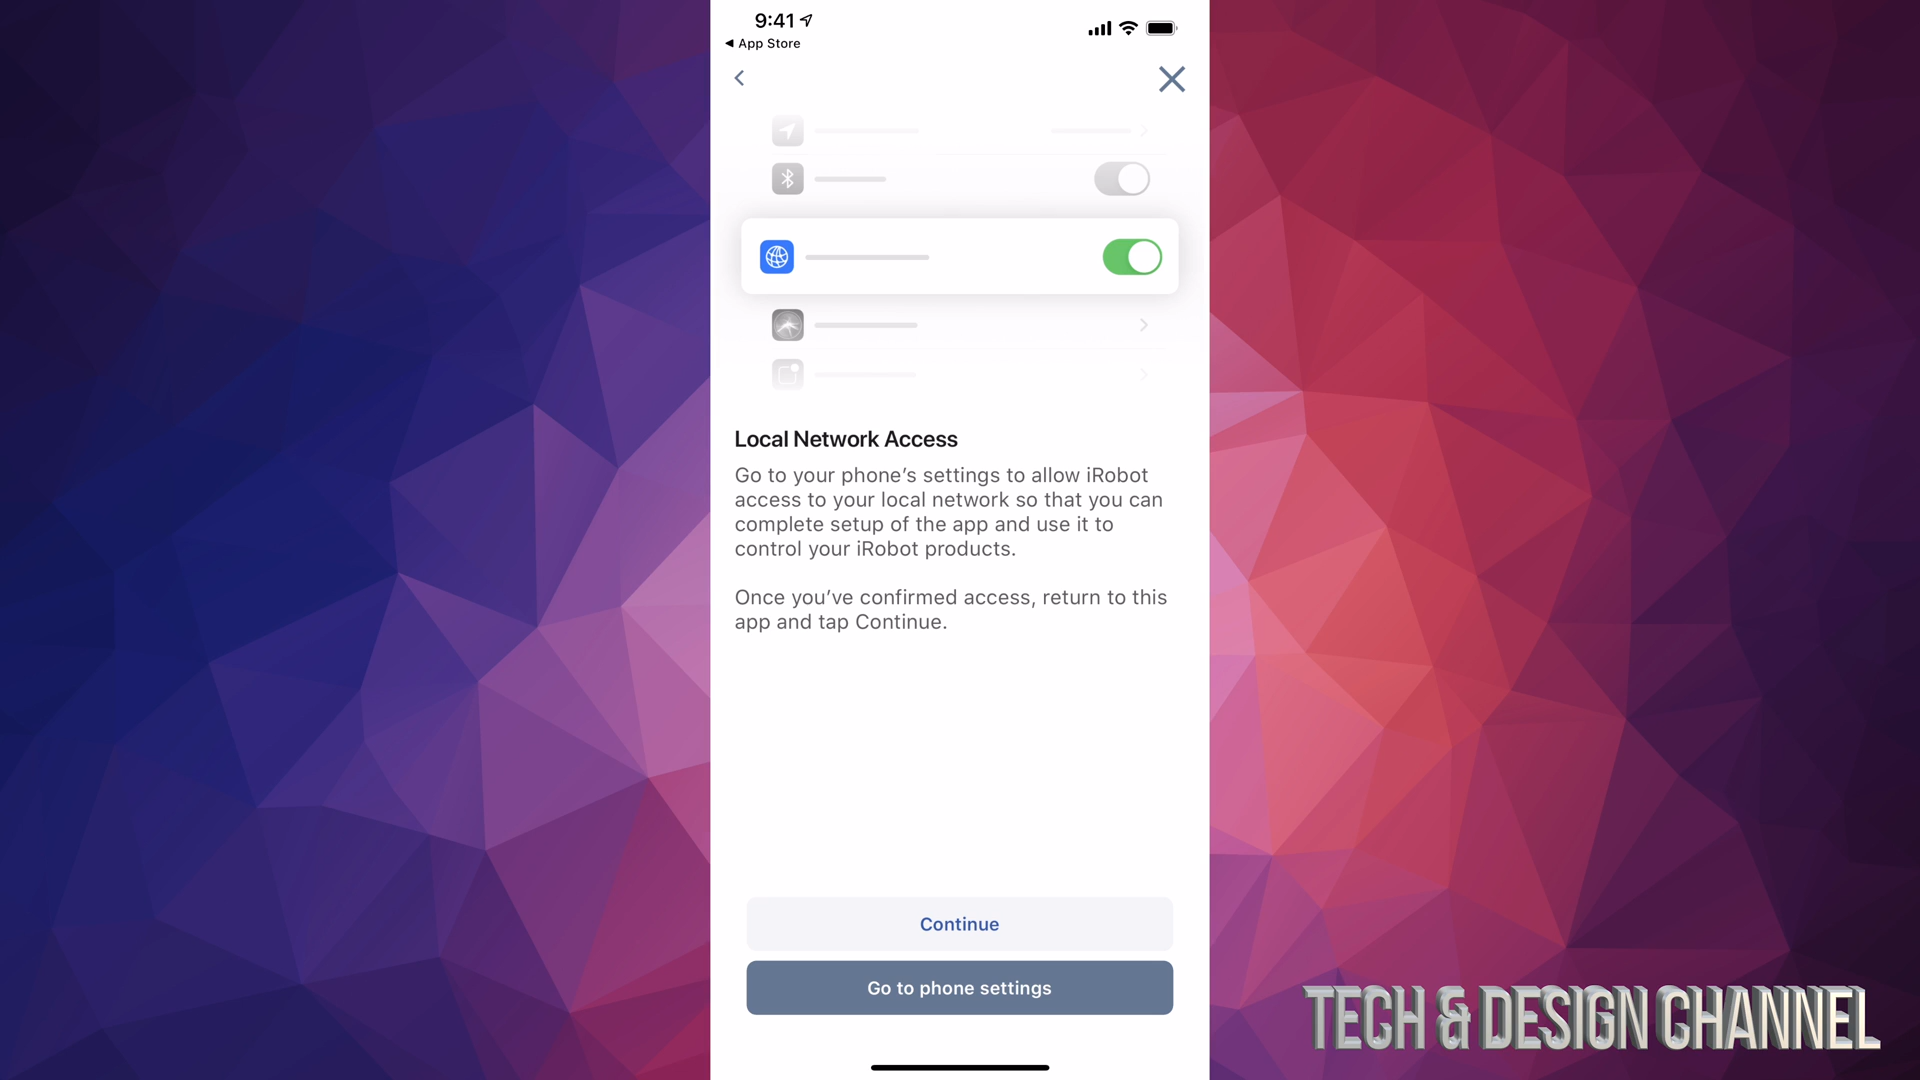 9:41
App Store
Local Network Access
Go to your phone’s settings to allow iRobot
access to your local network so that you can
complete setup of the app and use it to
control your iRobot products.
Once you’ve confirmed access, return to this
app and tap Continue.
Continue
Go to phone settings
TECH & DESIGN CHANNEL